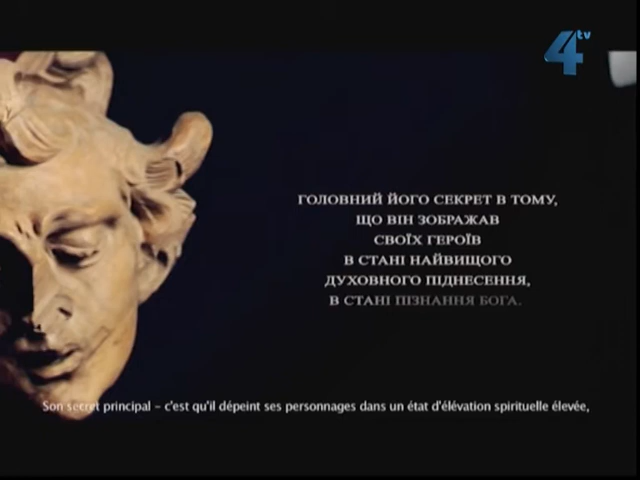 4tv
ГОЛОВНИЙ ЙОГО СЕКРЕТ В ТОМУ,
ЩО ВІН ЗОБРАЖАВ
СВОЇХ ГЕРОЇВ
В СТАНІ НАЙВИЩОГО
ДУХОВНОГО ПІДНЕСЕННЯ,
В СТАНІ ПІЗНАННЯ БОГА.
Son secret principal – c'est qu'il dépeint ses personnages dans un état d'élévation spirituelle élevée,